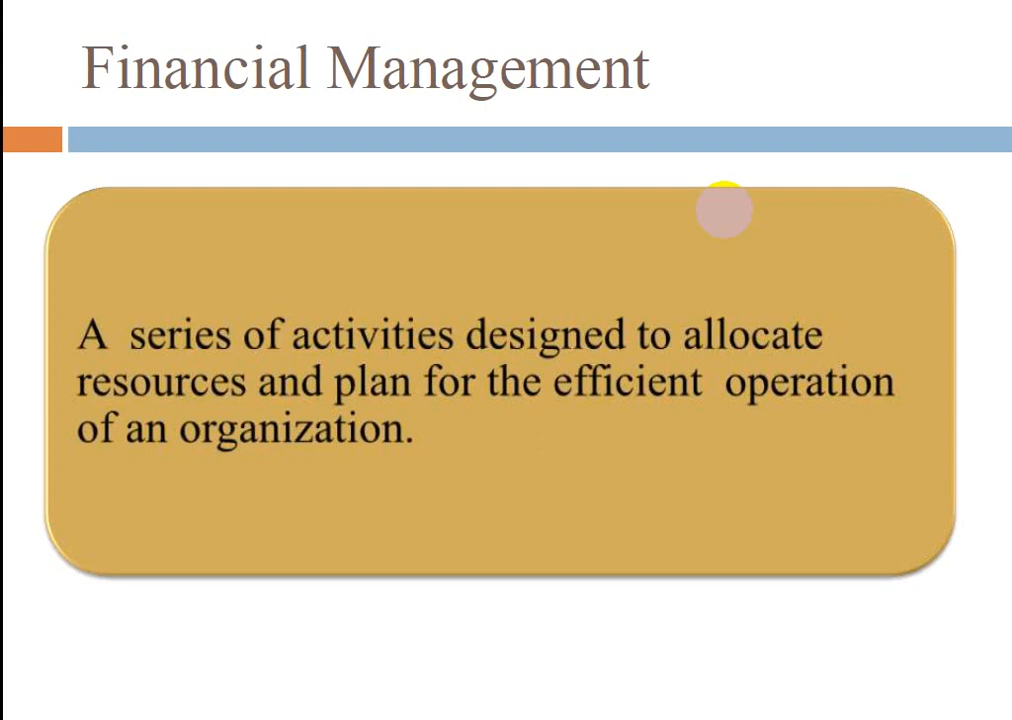 Financial Management
A series of activities designed to allocate
resources and plan for the efficient operation
of an organization.